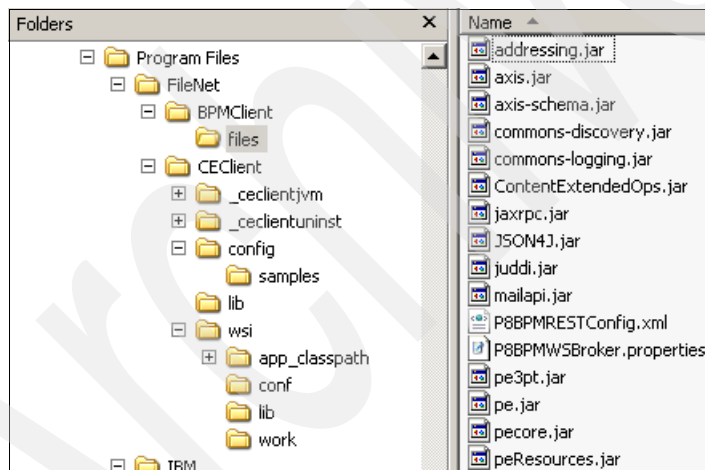 Folders
Program Files
FileNet
BPMClient
files
CEClient
_ceclientjvm
_ceclientuninst
config
samples
lib
wsi
app_classpath
conf
lib
work
IBM
Name
addressing.jar
axis.jar
axis-schema.jar
commons-discovery.jar
commons-logging.jar
ContentExtendedOps.jar
jaxrpc.jar
JSON4J.jar
juddi.jar
mailapi.jar
P8BPMRESTConfig.xml
P8BPMWSBroker.properties
pe3pt.jar
pe.jar
pecore.jar
peResources.jar